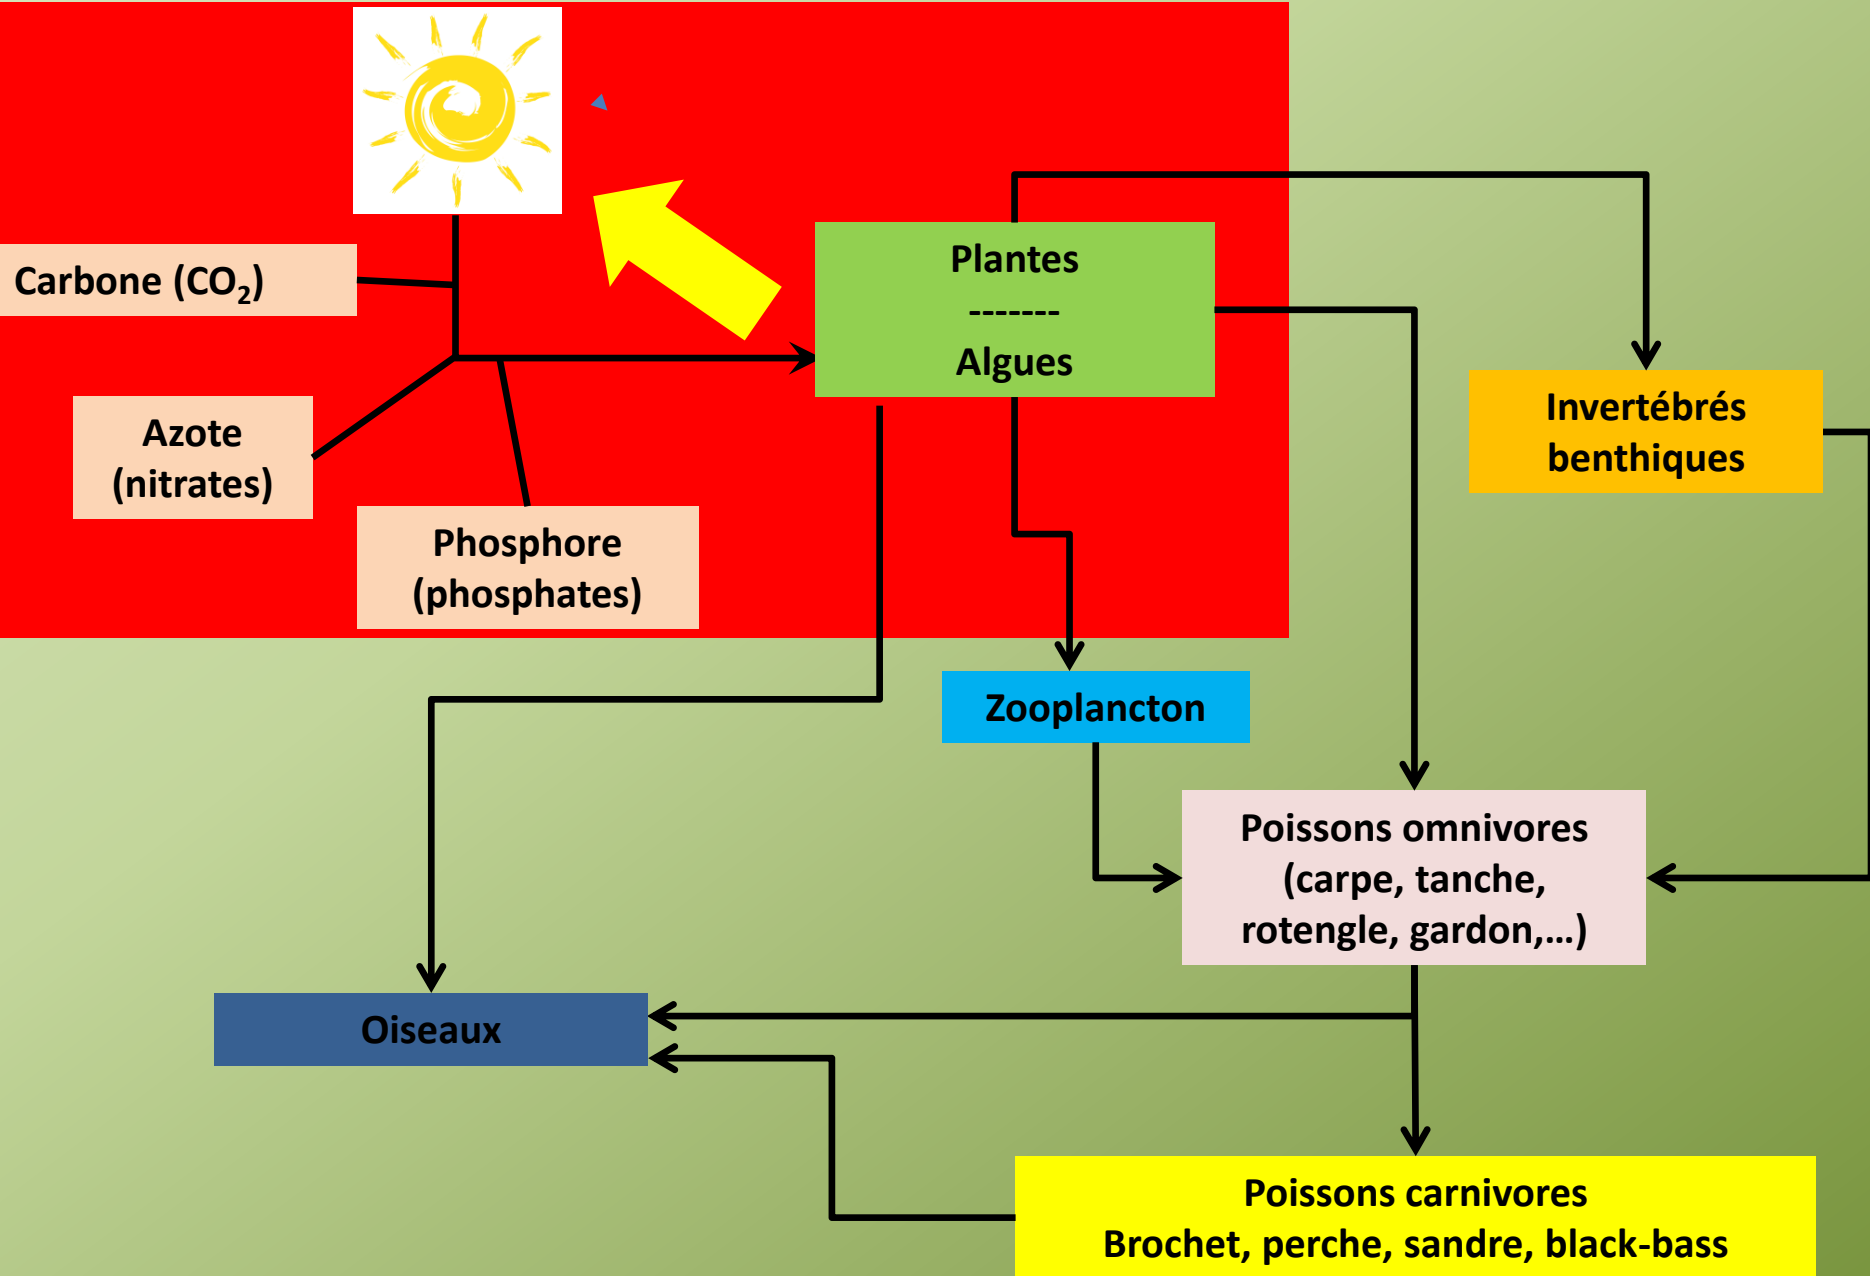 Carbone (CO₂)
Plantes
-------
Algues
Azote
(nitrates)
Invertébrés
benthiques
Phosphore
(phosphates)
Zooplancton
Poissons omnivores
(carpe, tanche,
rotengle, gardon,...)
Oiseaux
Poissons carnivores
Brochet, perche, sandre, black-bass